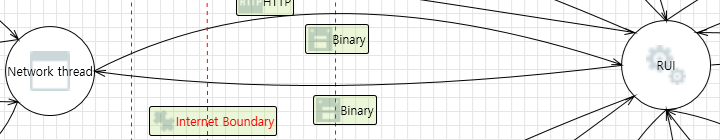 HTTP
Binary
Network thread
RUI
Binary
Internet Boundary